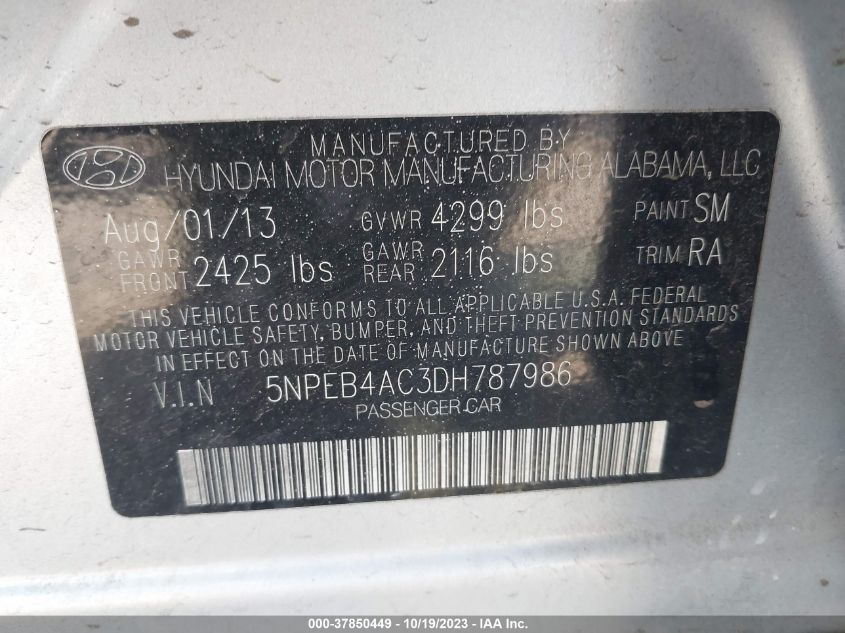 MANUFACTURED BY
HYUNDAI MOTOR MANUFACTURING ALABAMA, LLC
Aug/01/13 GVWR 4299 lbs PAINT SM
GAWR FRONT 2425 lbs GAWR REAR 2116 lbs TRIM RA
THIS VEHICLE CONFORMS TO ALL APPLICABLE U.S.A. FEDERAL
MOTOR VEHICLE SAFETY, BUMPER, AND THEFT PREVENTION STANDARDS
IN EFFECT ON THE DATE OF MANUFACTURE SHOWN ABOVE.
V.I.N 5NPEB4AC3DH787986
PASSENGER CAR
000-37850449 - 10/19/2023 - IAA Inc.